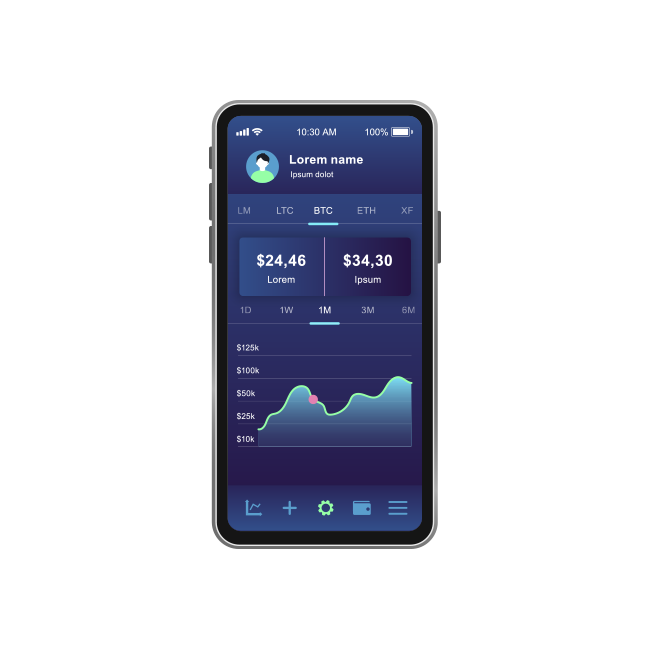 10:30 AM 100%
Lorem name
Ipsum dolot
LM LTC BTC ETH XF
$24,46 $34,30
Lorem Ipsum
1D 1W 1M 3M 6M
$125k
$100k
$50k
$25k
$10k